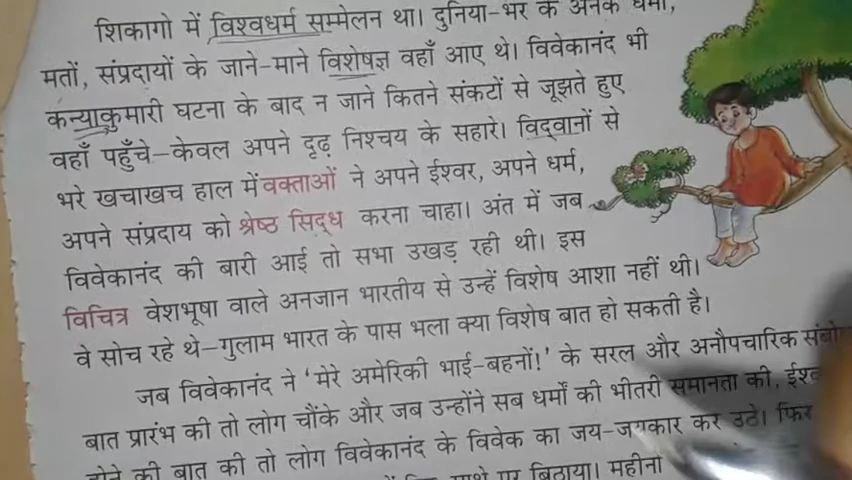 शिकागो में विश्वधर्म सम्मेलन था। दुनिया-भर के अनेक धर्मों,
मतों, संप्रदायों के जाने-माने विशेषज्ञ वहाँ आए थे। विवेकानंद भी
कन्याकुमारी घटना के बाद न जाने कितने संकटों से जूझते हुए
वहाँ पहुँचे-केवल अपने दृढ़ निश्चय के सहारे। विद्वानों से
भरे खचाखच हाल में वक्ताओं ने अपने ईश्वर, अपने धर्म,
अपने संप्रदाय को श्रेष्ठ सिद्ध करना चाहा। अंत में जब
विवेकानंद की बारी आई तो सभा उखड़ रही थी। इस
विचित्र वेशभूषा वाले अनजान भारतीय से उन्हें विशेष आशा नहीं थी।
वे सोच रहे थे-गुलाम भारत के पास भला क्या विशेष बात हो सकती है।
जब विवेकानंद ने 'मेरे अमेरिकी भाई-बहनों!' के सरल और अनौपचारिक
बात प्रारंभ की तो लोग चौंके और जब उन्होंने सब धर्मों की भीतरी समानता की,
होने की बात की तो लोग विवेकानंद के विवेक का जय-जयकार कर उठे। फिर
पर बिठाया। महीना